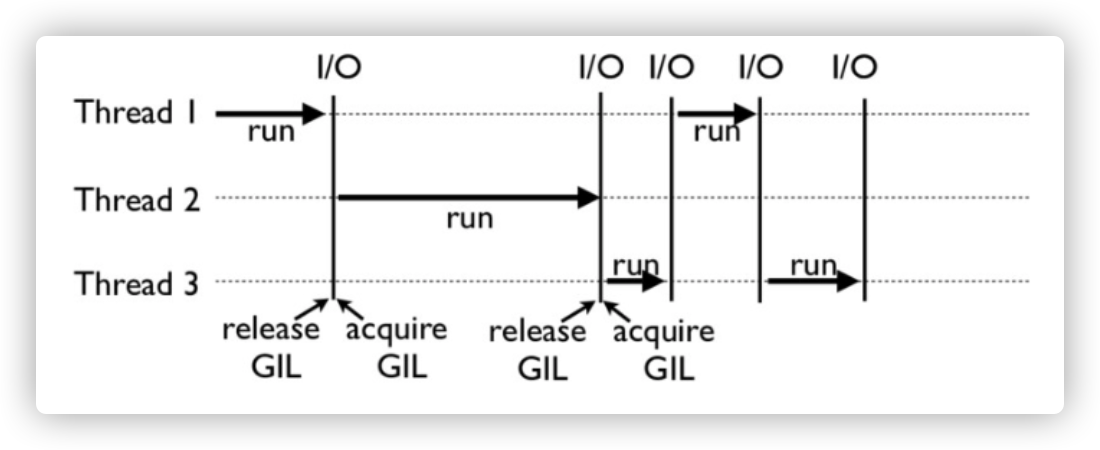 I/O I/O I/O I/O I/O
Thread 1 run run
Thread 2 run
Thread 3 run run
release acquire release acquire
GIL GIL GIL GIL